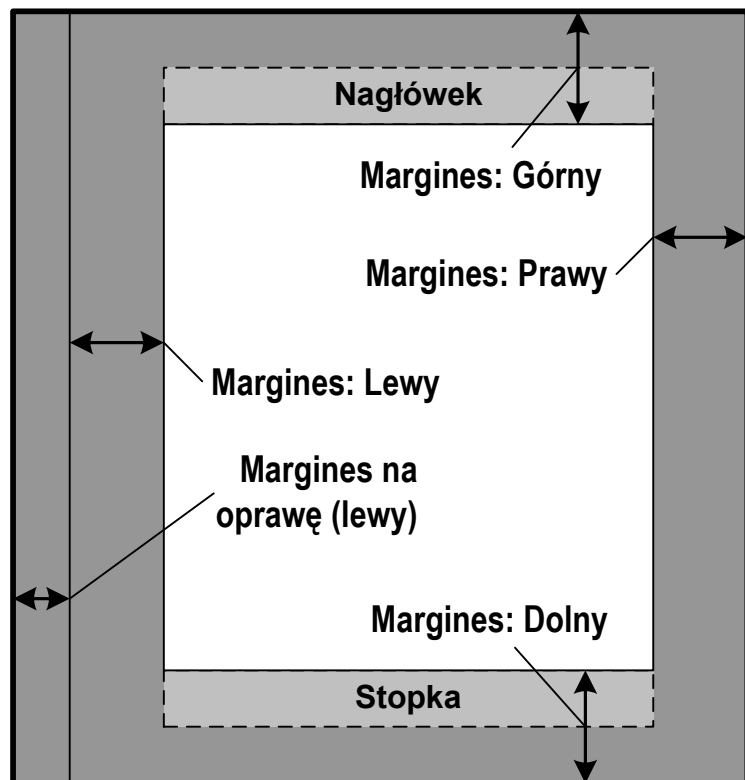 Nagłówek
Margines: Górny
Margines: Prawy
Margines: Lewy
Margines na
oprawę (lewy)
Margines: Dolny
Stopka